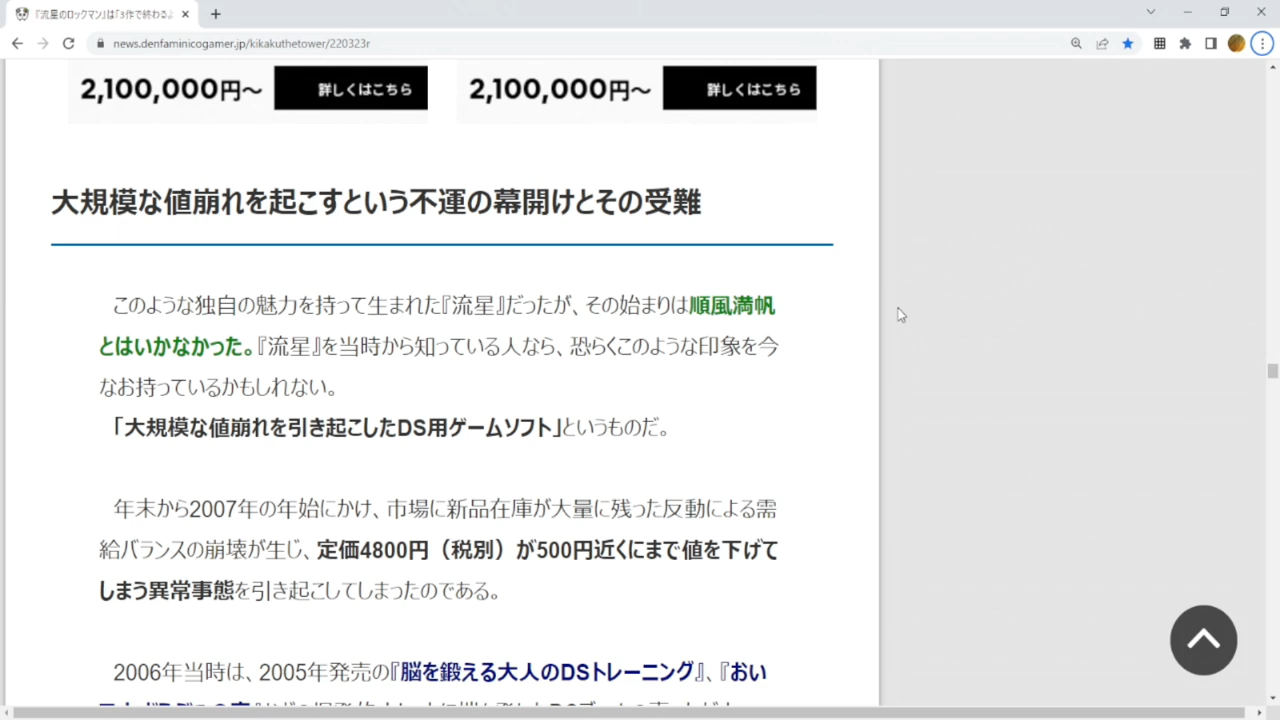 『流星のロックマン』は「3作で終わるよ
news.denfaminicogamer.jp/kikakuthetower/220323r
2,100,000円～ 詳しくはこちら 2,100,000円～ 詳しくはこちら
大規模な値崩れを起こすという不運の幕開けとその受難
このような独自の魅力を持って生まれた『流星』だったが、その始まりは順風満帆
とはいかなかった。『流星』を当時から知っている人なら、恐らくこのような印象を今
なお持っているかもしれない。
「大規模な値崩れを引き起こしたDS用ゲームソフト」というものだ。
年末から2007年の年始にかけ、市場に新品在庫が大量に残った反動による需
給バランスの崩壊が生じ、定価4800円（税別）が500円近くにまで値を下げて
しまう異常事態を引き起こしてしまったのである。
2006年当時は、2005年発売の『脳を鍛える大人のDSトレーニング』、『おい